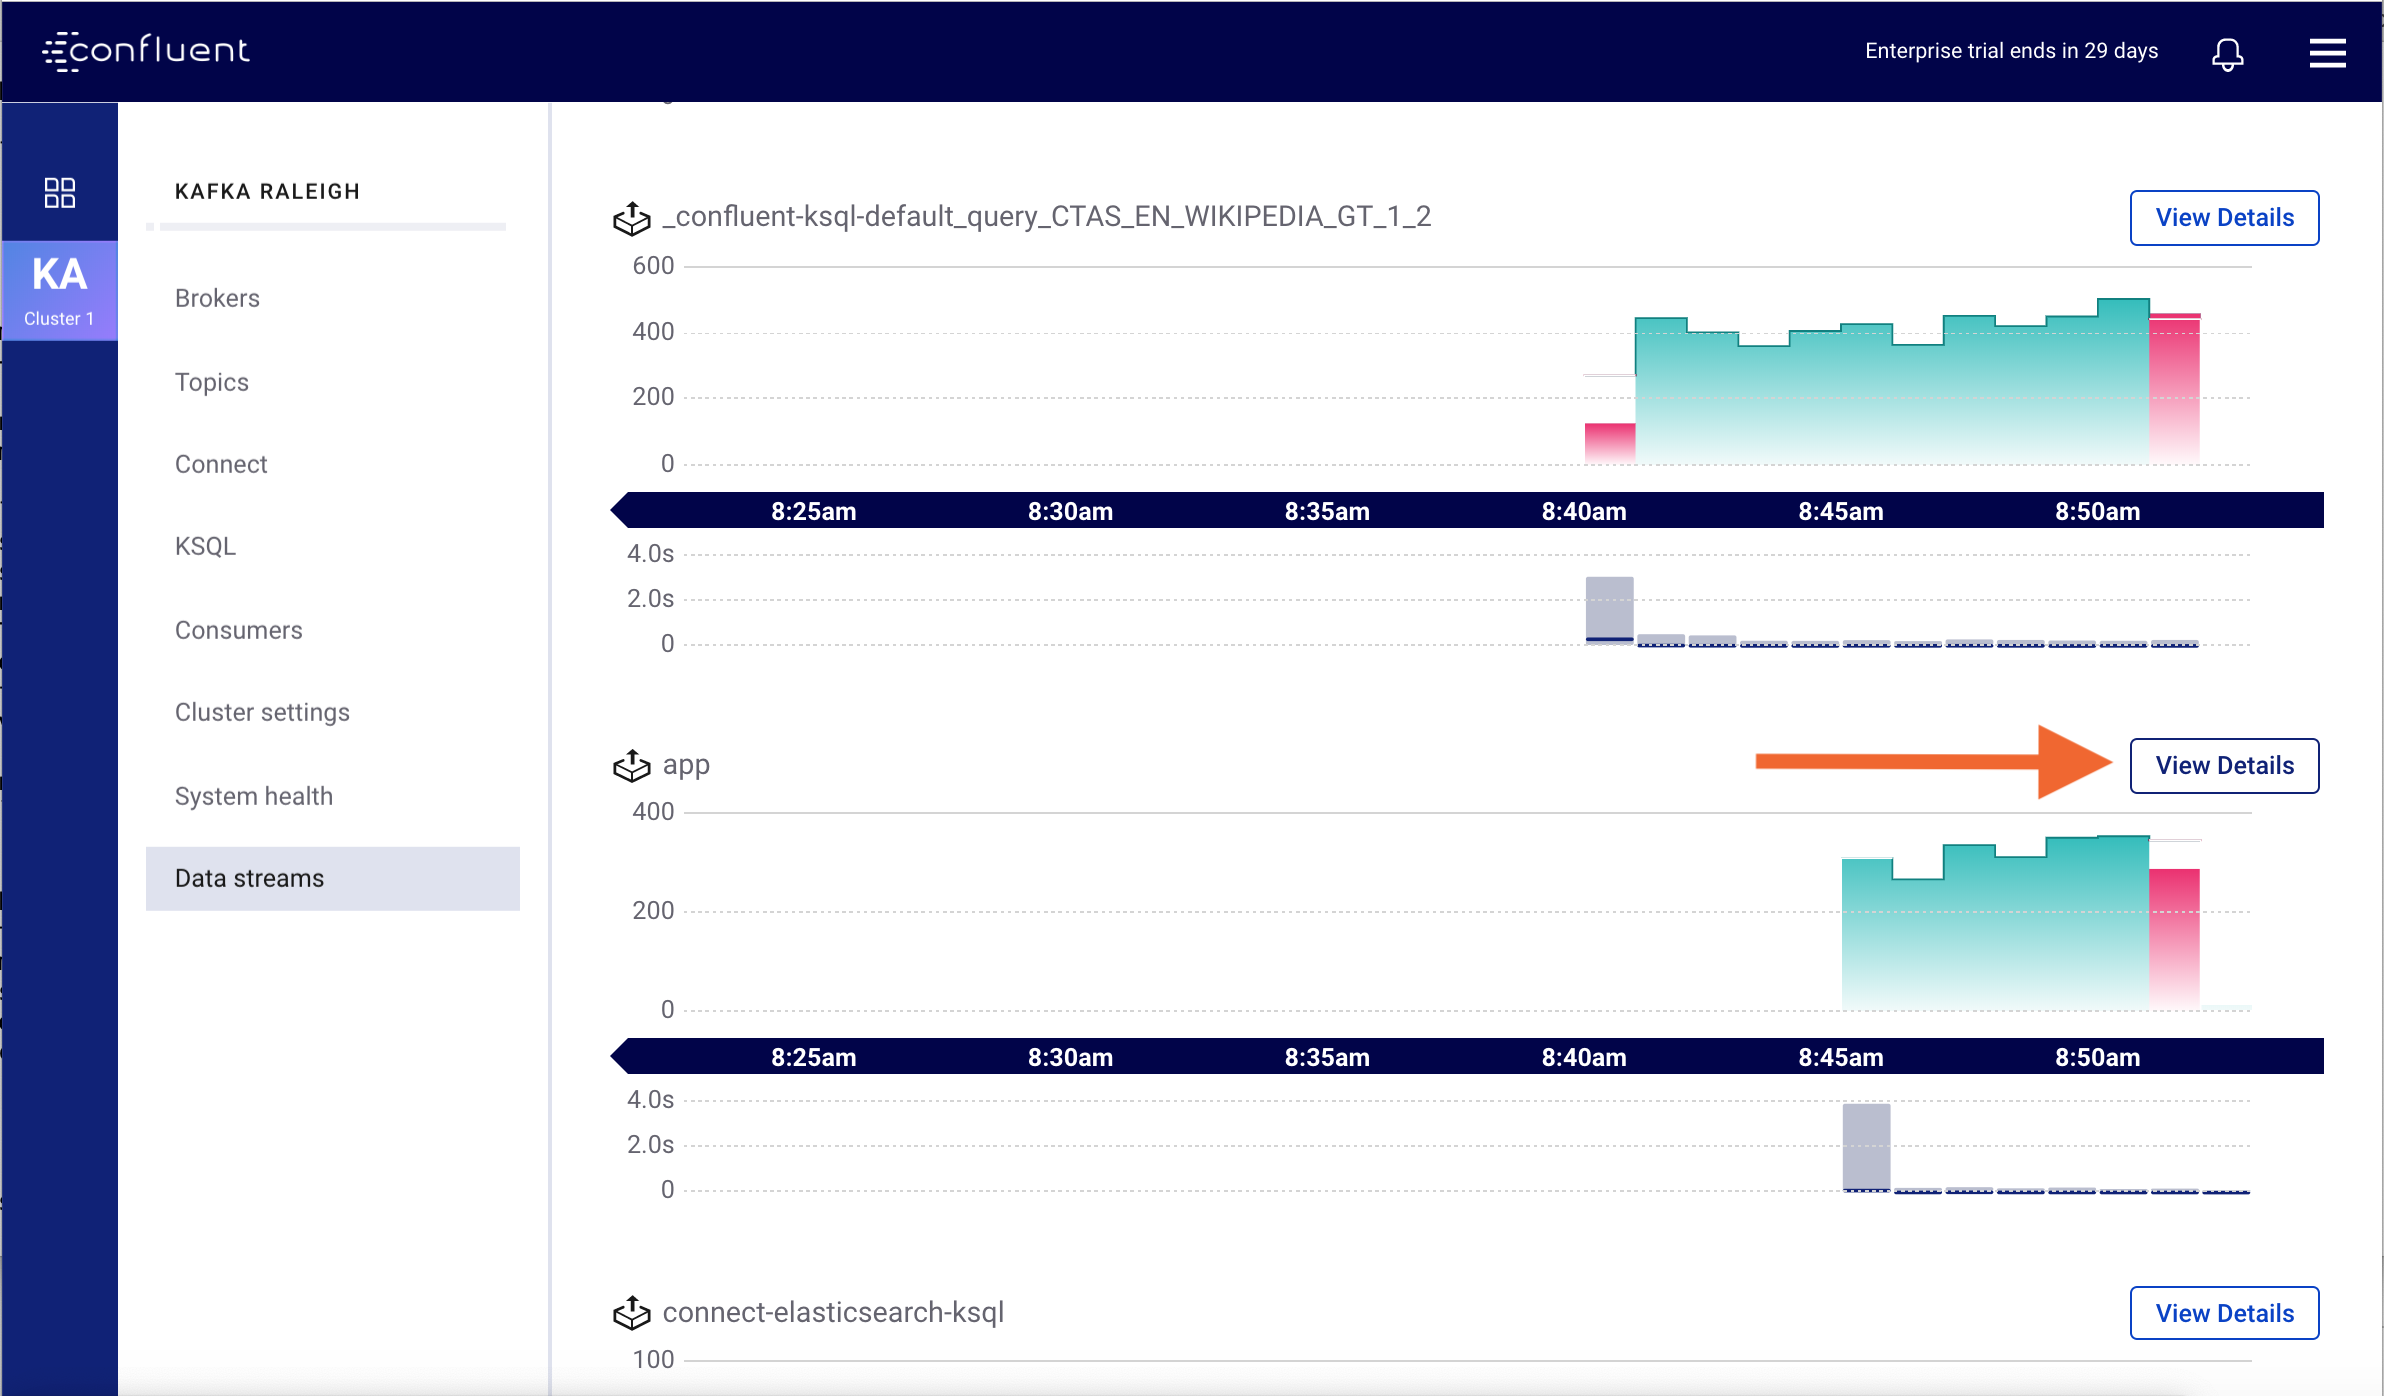 confluent
Enterprise trial ends in 29 days
KA
Cluster 1
KAFKA RALEIGH
Brokers
Topics
Connect
KSQL
Consumers
Cluster settings
System health
Data streams
_confluent-ksql-default_query_CTAS_EN_WIKIPEDIA_GT_1_2
View Details
600
400
200
0
8:25am 8:30am 8:35am 8:40am 8:45am 8:50am
4.0s
2.0s
0
app
View Details
400
200
0
8:25am 8:30am 8:35am 8:40am 8:45am 8:50am
4.0s
2.0s
0
connect-elasticsearch-ksql
View Details
100